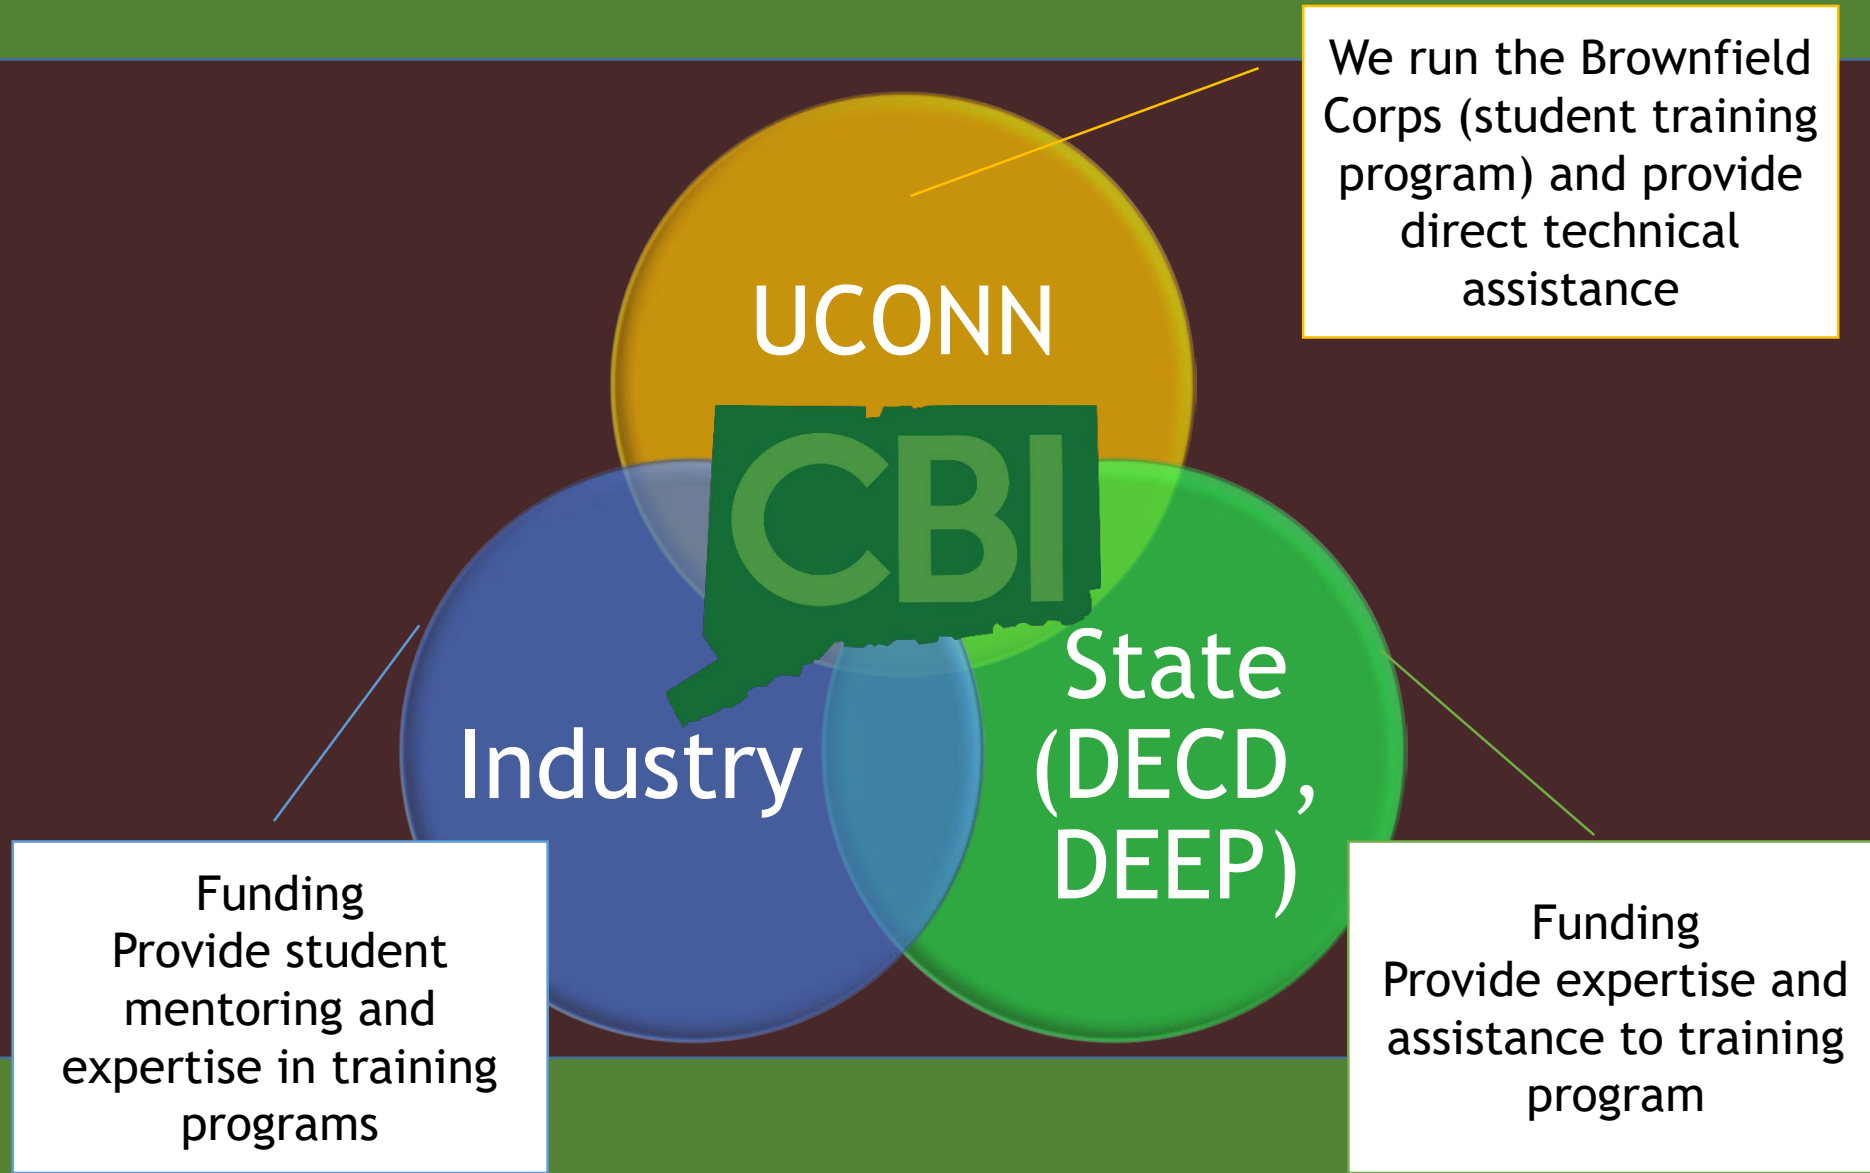 We run the Brownfield
Corps (student training
program) and provide
direct technical
assistance
UCONN
CBI
State
(DECD,
DEEP)
Industry
Funding
Provide student
mentoring and
expertise in training
programs
Funding
Provide expertise and
assistance to training
program